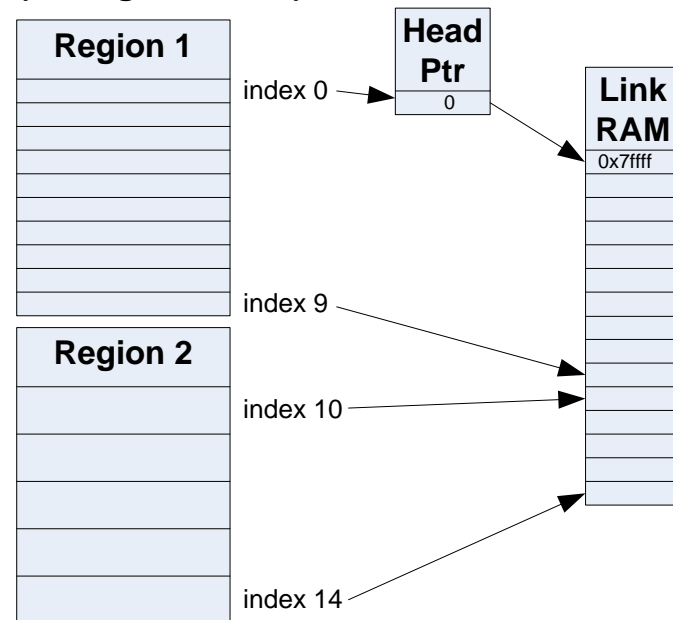 Region 1
index 0
index 9
Region 2
index 10
index 14
Head
Ptr
0
Link
RAM
0x7ffff